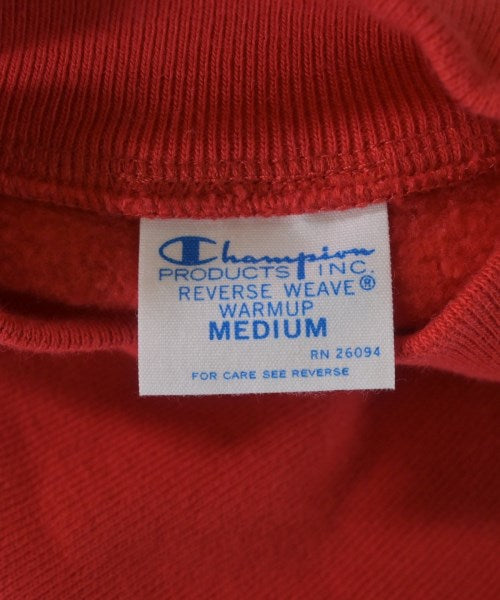 Champion
PRODUCTS INC.
REVERSE WEAVE®
WARMUP
MEDIUM
RN 26094
FOR CARE SEE REVERSE